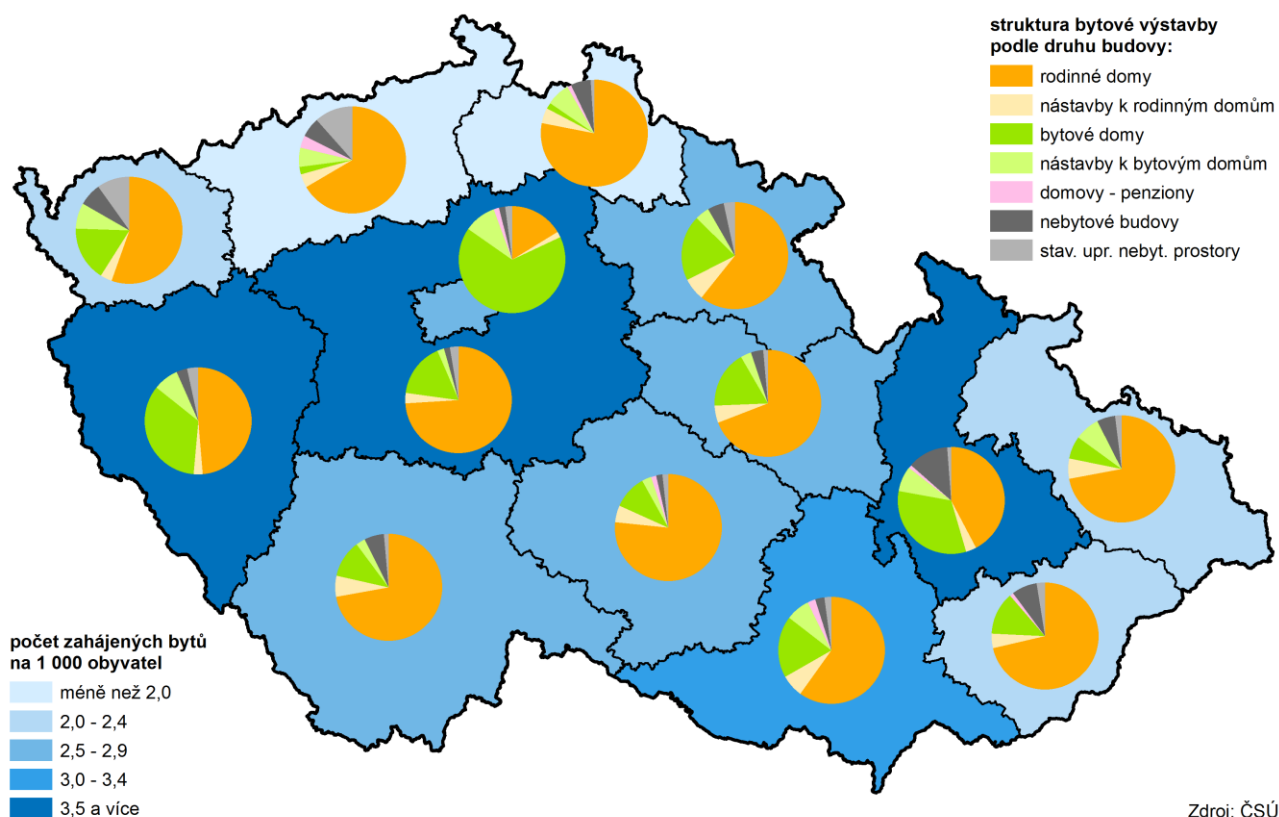 struktura bytové výstavby
podle druhu budovy:
rodinné domy
nástavby k rodinným domům
bytové domy
nástavby k bytovým domům
domovy - penziony
nebytové budovy
stav. upr. nebyt. prostory
počet zahájených bytů
na 1 000 obyvatel
méně než 2,0
2,0 - 2,4
2,5 - 2,9
3,0 - 3,4
3,5 a více
Zdroj: ČSÚ